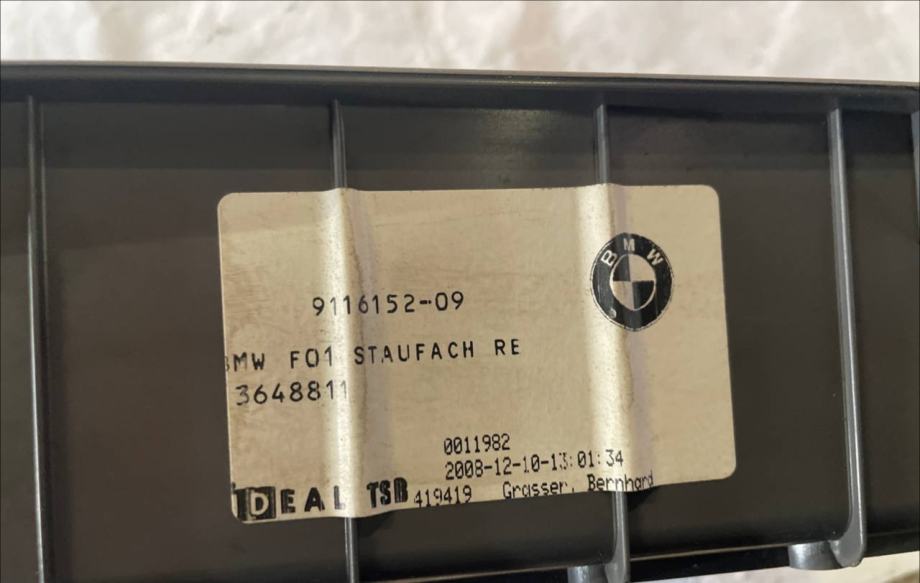 BMW
9116152-09
BMW F01 STAUFACH RE
3648811
0011982
2008-12-10-13:01:34
IDEAL TSB 419419 Grasser, Bernhard